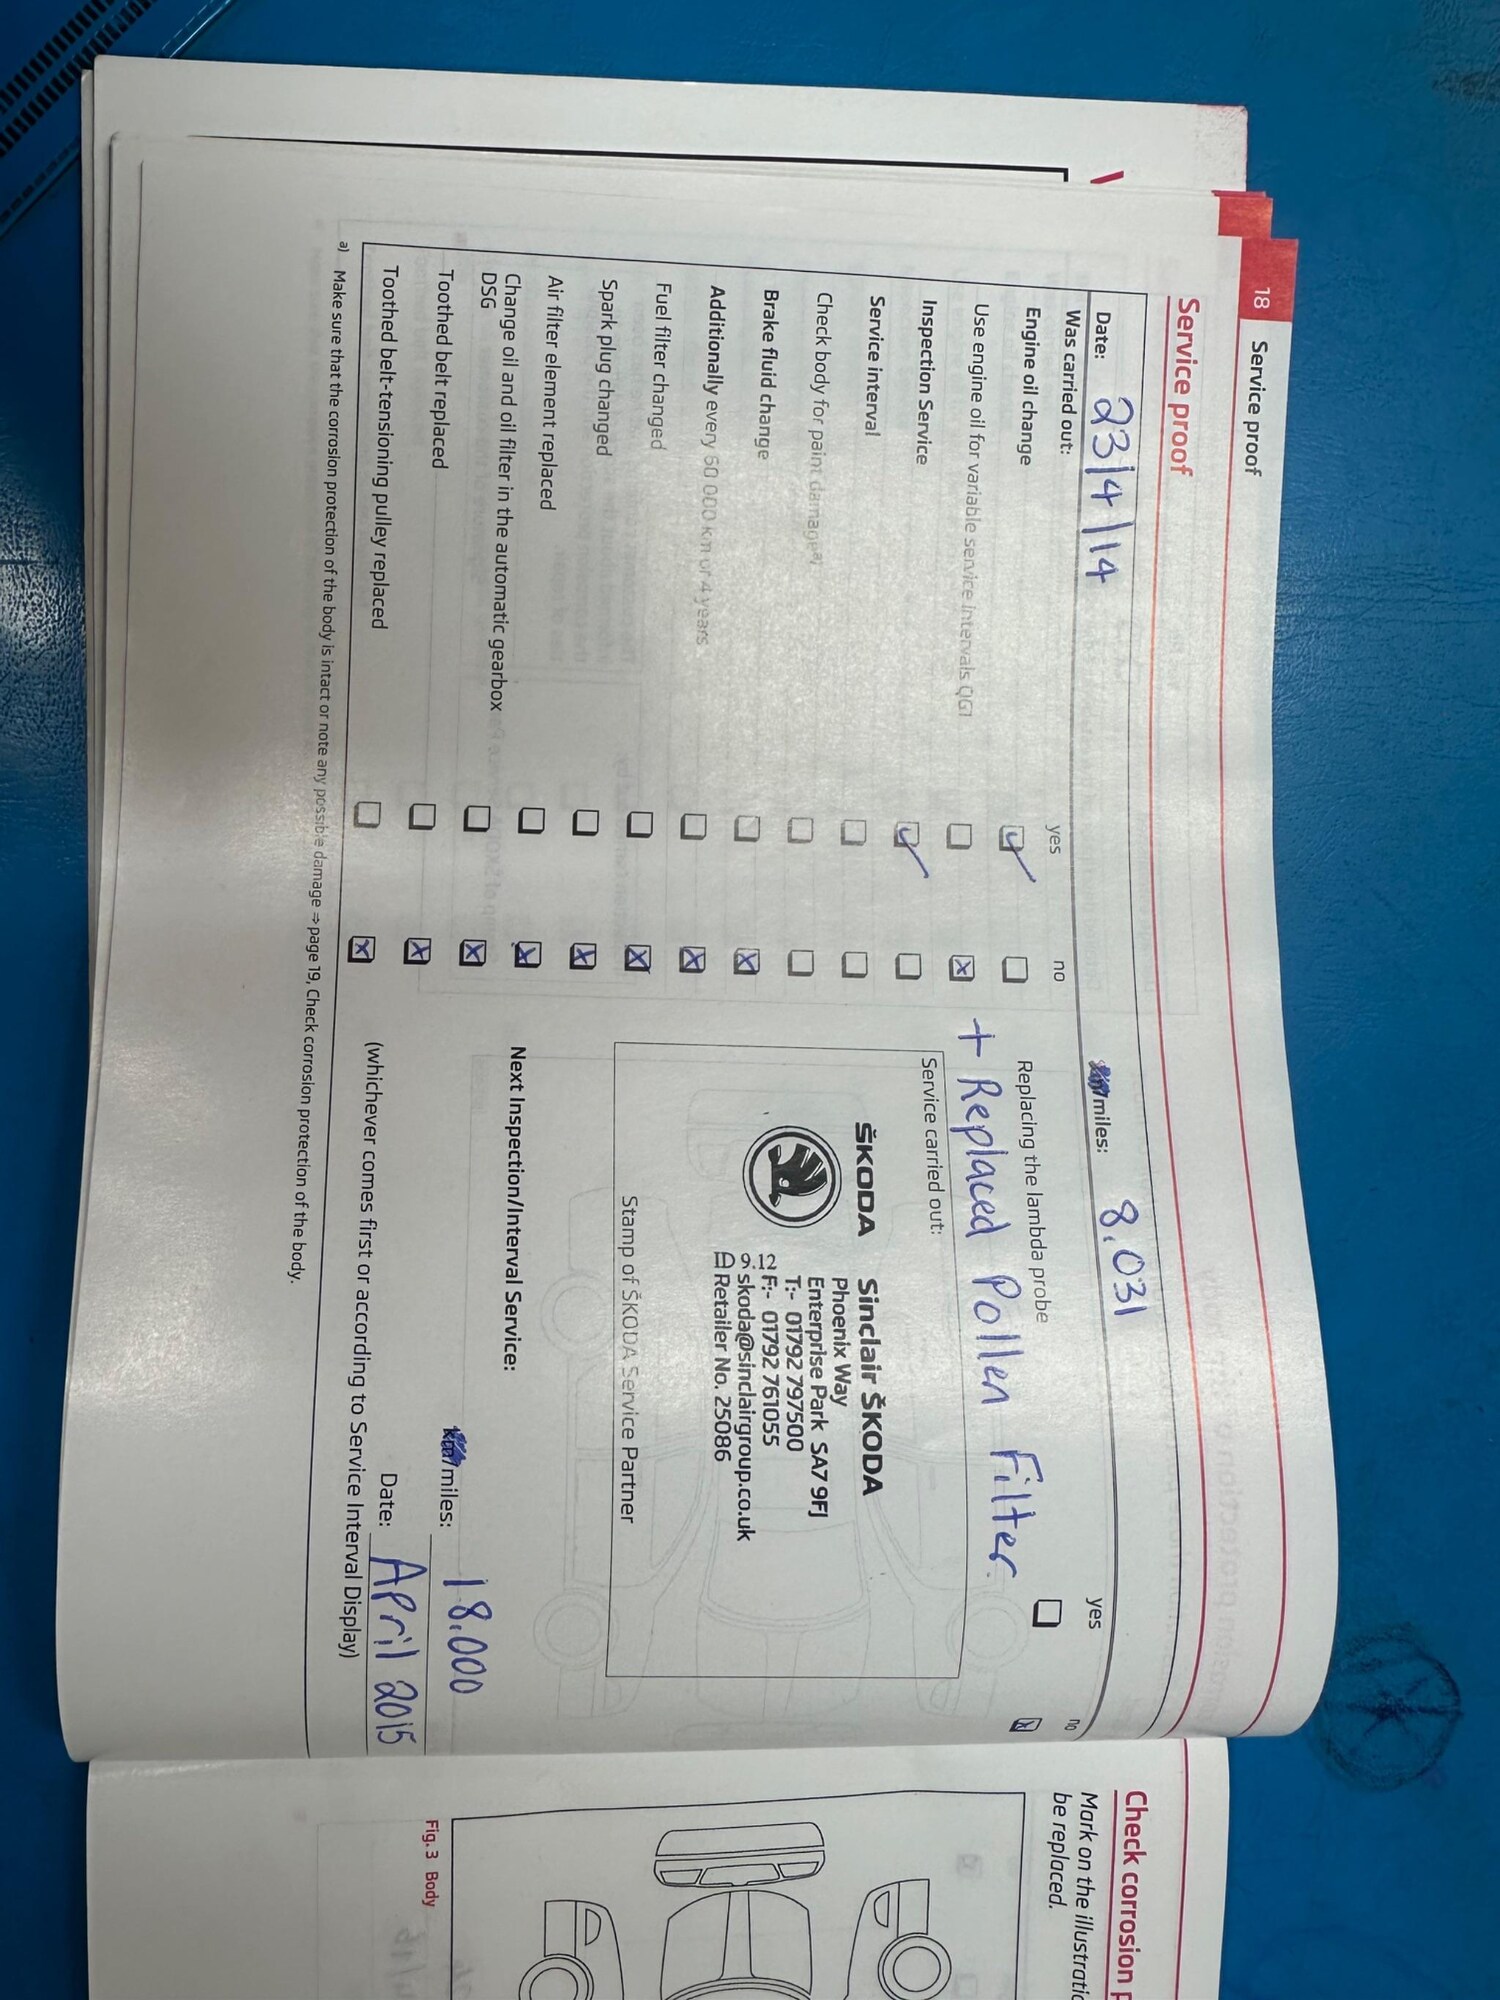 18
Service proof
Service proof
Date: 23/4/14
miles: 8.031
Was carried out:
yes
no
Engine oil change
Use engine oil for variable service intervals QG1
Inspection Service
Service interval
Check body for paint damage a)
Brake fluid change
Additionally every 60 000 km or 4 years
Fuel filter changed
Spark plug changed
Air filter element replaced
Change oil and oil filter in the automatic gearbox
DSG
Toothed belt replaced
Toothed belt-tensioning pulley replaced
yes
no
Replacing the lambda probe
+ Replaced Pollen Filter.
Service carried out:
ŠKODA
Sinclair ŠKODA
Phoenix Way
Enterprise Park SA7 9FJ
T:- 01792 797500
9.12
F:- 01792 761055
skoda@sinclairgroup.co.uk
Retailer No. 25086
Stamp of ŠKODA Service Partner
Next Inspection/Interval Service:
km/miles: 18.000
Date: April 2015
(whichever comes first or according to Service Interval Display)
a) Make sure that the corrosion protection of the body is intact or note any possible damage ⇒ page 19, Check corrosion protection of the body.
Check corrosion
Mark on the
be replaced.
Fig. 3 Body